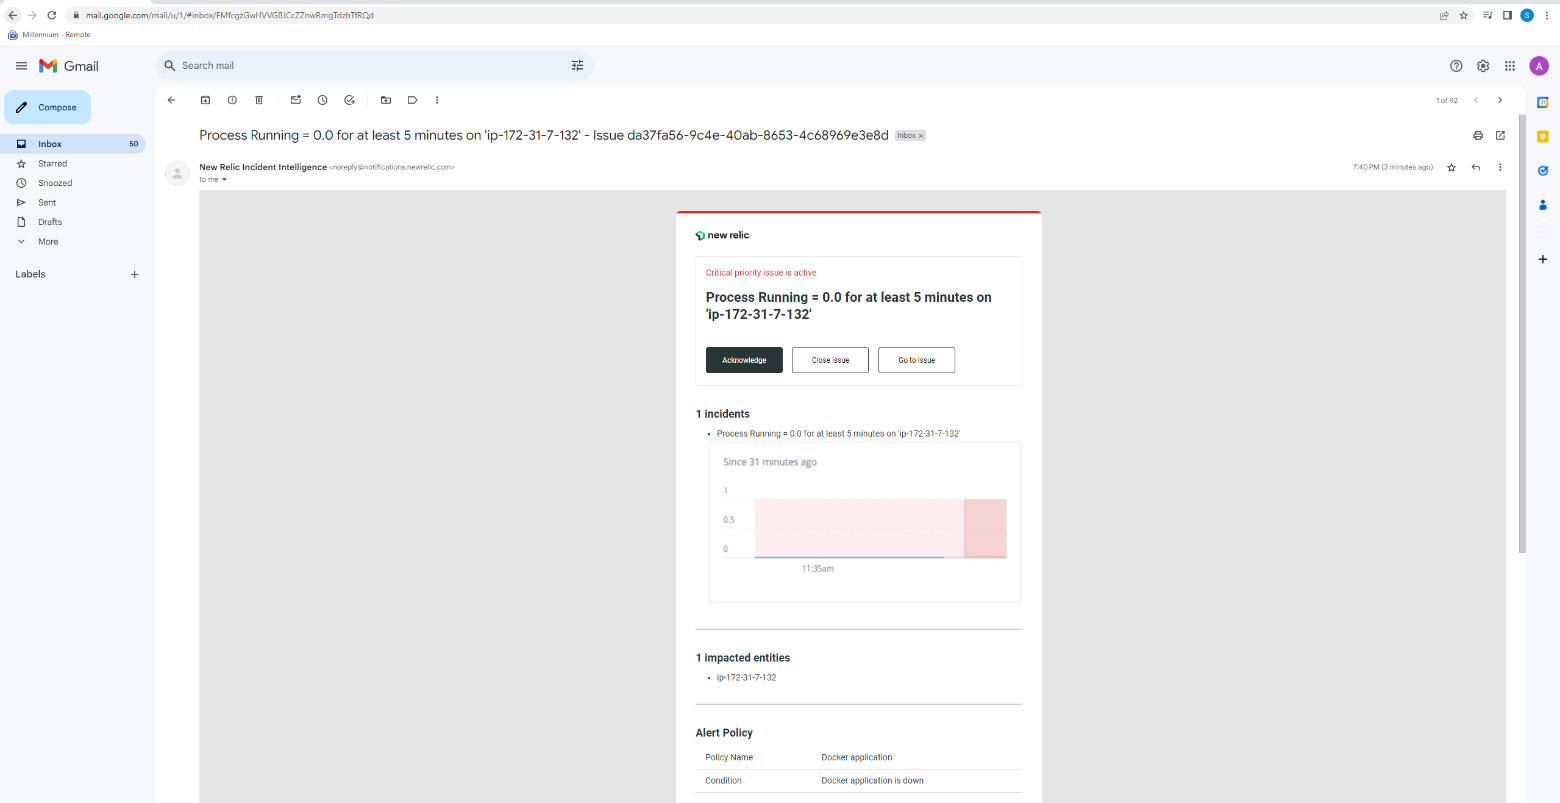 mail.google.com/mail/u/1/#inbox/FMfcgzGwHVVGBJCcZZnwRmgTdzhTfRQd
S
Millennium - Remote
Gmail
Search mail
A
Compose
1 of 92
Inbox 50
Starred
Snoozed
Sent
Drafts
More
Labels
Process Running = 0.0 for at least 5 minutes on 'ip-172-31-7-132' - Issue da37fa56-9c4e-40ab-8653-4c68969e3e8d Inbox ×
New Relic Incident Intelligence <noreply@notifications.newrelic.com> 7:40 PM (3 minutes ago)
to me
new relic
Critical priority issue is active
Process Running = 0.0 for at least 5 minutes on
'ip-172-31-7-132'
Acknowledge Close issue Go to issue
1 incidents
• Process Running = 0.0 for at least 5 minutes on 'ip-172-31-7-132'
Since 31 minutes ago
1
0.5
0
11:35am
1 impacted entities
• ip-172-31-7-132
Alert Policy
Policy Name Docker application
Condition Docker application is down